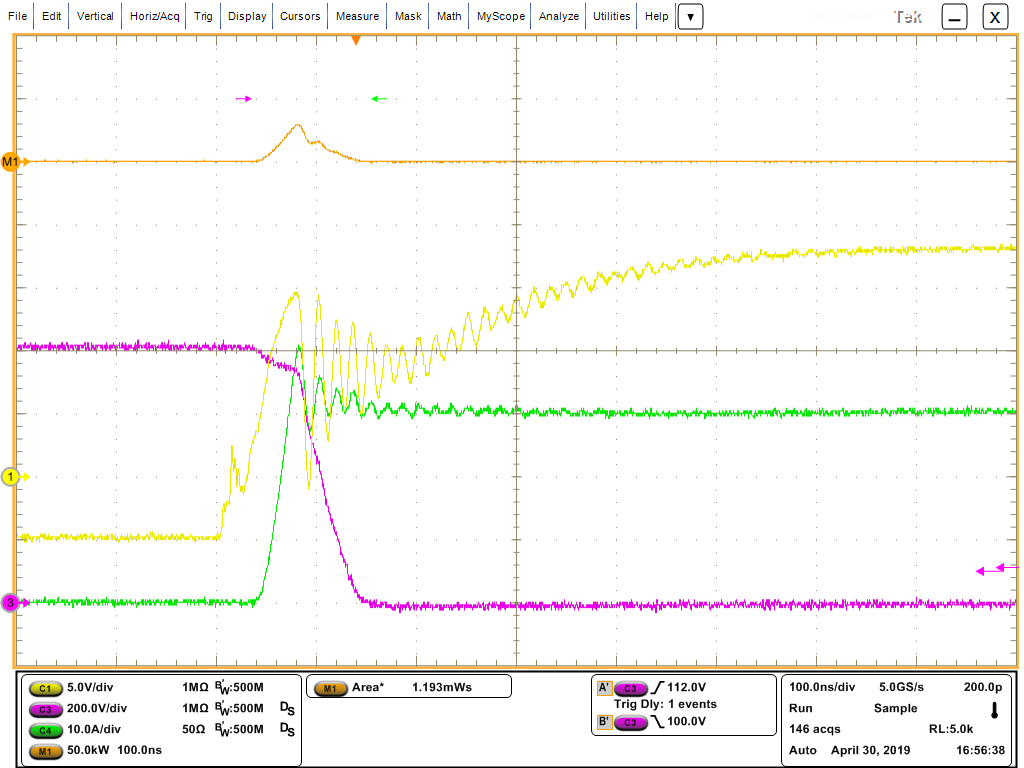 File Edit Vertical Horiz/Acq Trig Display Cursors Measure Mask Math MyScope Analyze Utilities Help Tek X
M1
1
3
C1 5.0V/div 1MΩ BW:500M
C3 200.0V/div 1MΩ BW:500M DS
C4 10.0A/div 50Ω BW:500M DS
M1 50.0kW 100.0ns
M1 Area* 1.193mWs
A' C3 112.0V
Trig Dly: 1 events
B' C3 100.0V
100.0ns/div 5.0GS/s 200.0p
Run Sample
146 acqs RL:5.0k
Auto April 30, 2019 16:56:38